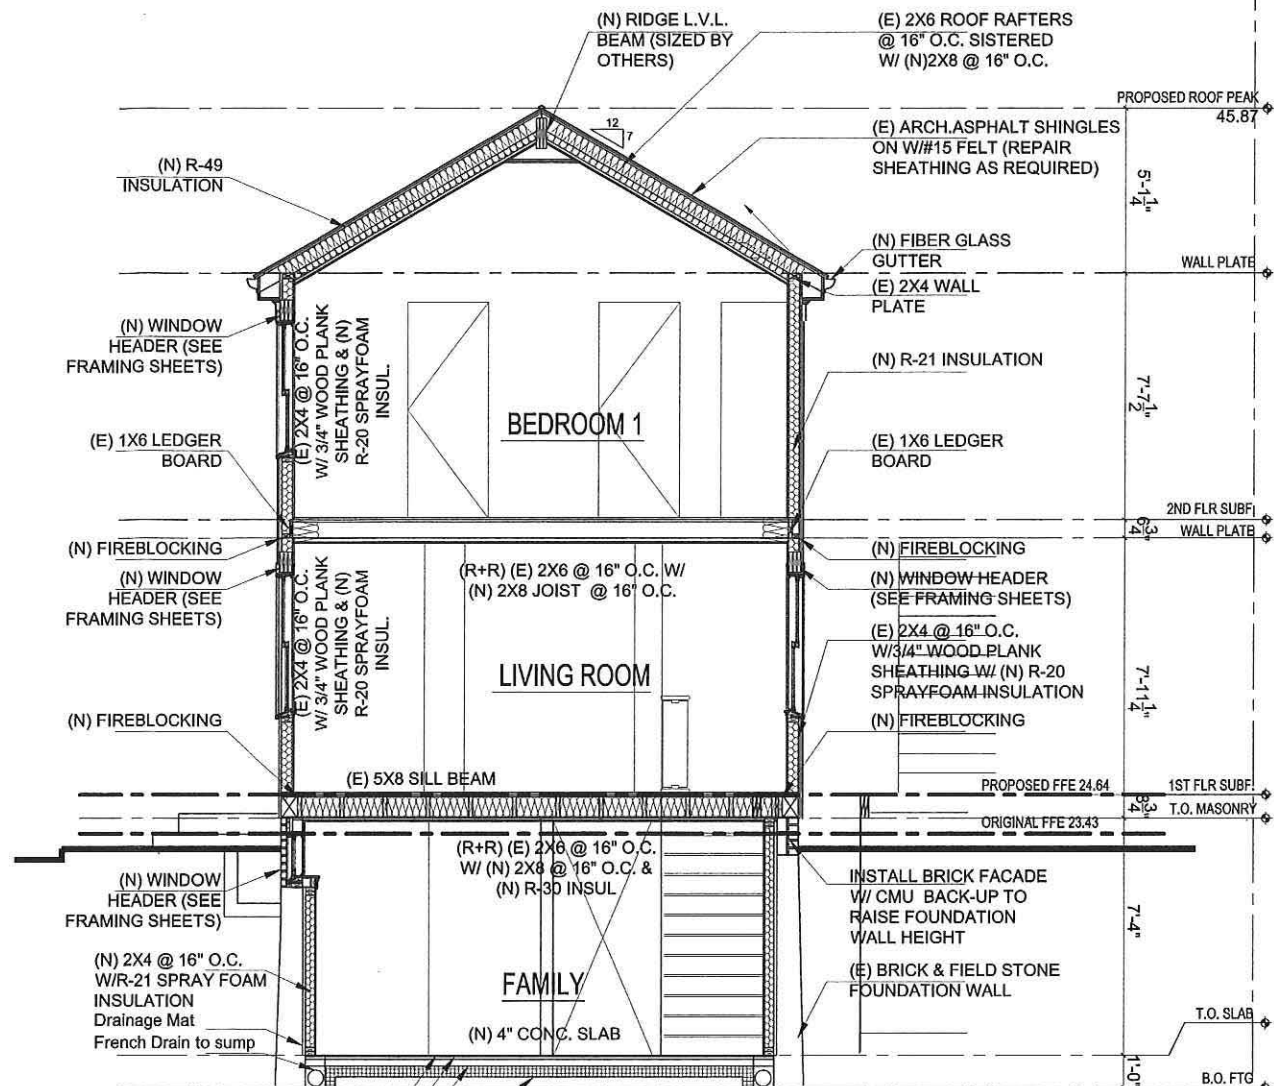 (N) RIDGE L.V.L.
BEAM (SIZED BY
OTHERS)
(E) 2X6 ROOF RAFTERS
@ 16" O.C. SISTERED
W/ (N)2X8 @ 16" O.C.
PROPOSED ROOF PEAK
45.87
12
7
(E) ARCH.ASPHALT SHINGLES
ON W/#15 FELT (REPAIR
SHEATHING AS REQUIRED)
(N) R-49
INSULATION
5'-1 1/4"
(N) FIBER GLASS
GUTTER
WALL PLATE
(E) 2X4 WALL
PLATE
(N) WINDOW
HEADER (SEE
FRAMING SHEETS)
(E) 2X4 @ 16" O.C.
W/ 3/4" WOOD PLANK
SHEATHING & (N)
R-20 SPRAYFOAM
INSUL.
(N) R-21 INSULATION
7'-7 1/2"
BEDROOM 1
(E) 1X6 LEDGER
BOARD
(E) 1X6 LEDGER
BOARD
2ND FLR SUBF.
6 3/4"
WALL PLATE
(N) FIREBLOCKING
(N) FIREBLOCKING
(N) WINDOW
HEADER (SEE
FRAMING SHEETS)
(E) 2X4 @ 16" O.C.
W/ 3/4" WOOD PLANK
SHEATHING & (N)
R-20 SPRAYFOAM
INSUL.
(R+R) (E) 2X6 @ 16" O.C. W/
(N) 2X8 JOIST @ 16" O.C.
(N) WINDOW HEADER
(SEE FRAMING SHEETS)
(E) 2X4 @ 16" O.C.
W/3/4" WOOD PLANK
SHEATHING W/ (N) R-20
SPRAYFOAM INSULATION
LIVING ROOM
7'-11 1/4"
(N) FIREBLOCKING
(N) FIREBLOCKING
(E) 5X8 SILL BEAM
PROPOSED FFE 24.64
1ST FLR SUBF.
8 3/4"
T.O. MASONRY
ORIGINAL FFE 23.43
(R+R) (E) 2X6 @ 16" O.C.
W/ (N) 2X8 @ 16" O.C. &
(N) R-30 INSUL
(N) WINDOW
HEADER (SEE
FRAMING SHEETS)
INSTALL BRICK FACADE
W/ CMU BACK-UP TO
RAISE FOUNDATION
WALL HEIGHT
7'-4"
(N) 2X4 @ 16" O.C.
W/R-21 SPRAY FOAM
INSULATION
Drainage Mat
French Drain to sump
FAMILY
(E) BRICK & FIELD STONE
FOUNDATION WALL
(N) 4" CONC. SLAB
T.O. SLAB
1'-0"
B.O. FTG